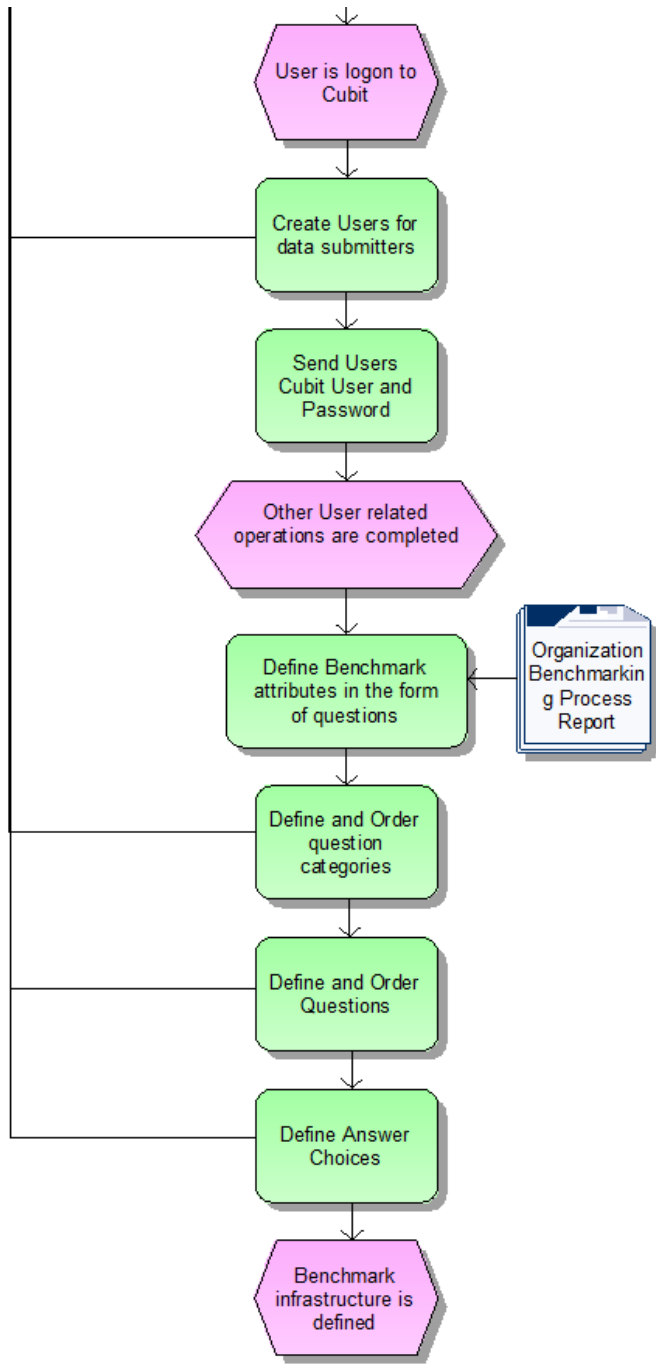 User is logon to
Cubit
Create Users for
data submitters
Send Users
Cubit User and
Password
Other User related
operations are completed
Define Benchmark
attributes in the form
of questions
Organization
Benchmarkin
g Process
Report
Define and Order
question
categories
Define and Order
Questions
Define Answer
Choices
Benchmark
infrastructure is
defined